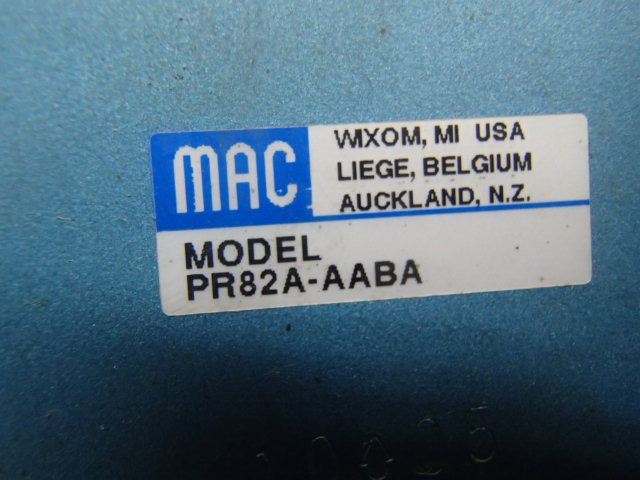 MAC
WIXOM, MI USA
LIEGE, BELGIUM
AUCKLAND, N.Z.
MODEL
PR82A-AABA